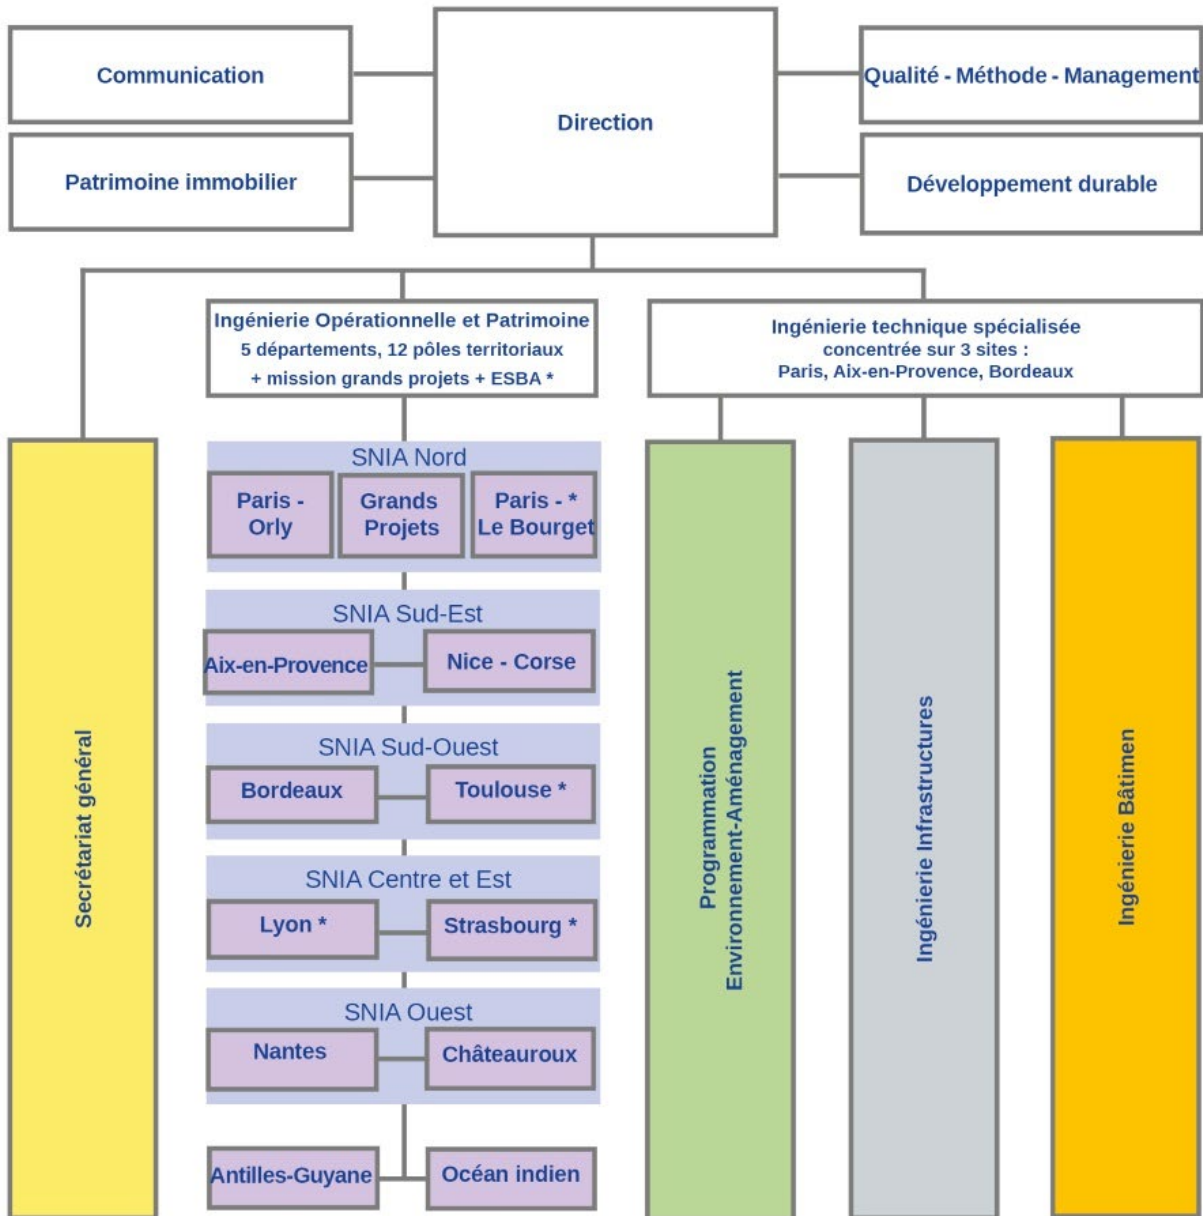 Communication
Patrimoine immobilier
Direction
Qualité - Méthode - Management
Développement durable
Ingénierie Opérationnelle et Patrimoine
5 départements, 12 pôles territoriaux
+ mission grands projets + ESBA *
Ingénierie technique spécialisée
concentrée sur 3 sites :
Paris, Aix-en-Provence, Bordeaux
Secrétariat général
SNIA Nord
Paris -
Orly
Grands
Projets
Paris - *
Le Bourget
SNIA Sud-Est
Aix-en-Provence
Nice - Corse
SNIA Sud-Ouest
Bordeaux
Toulouse *
SNIA Centre et Est
Lyon *
Strasbourg *
SNIA Ouest
Nantes
Châteauroux
Antilles-Guyane
Océan indien
Programmation
Environnement-Aménagement
Ingénierie Infrastructures
Ingénierie Bâtimen